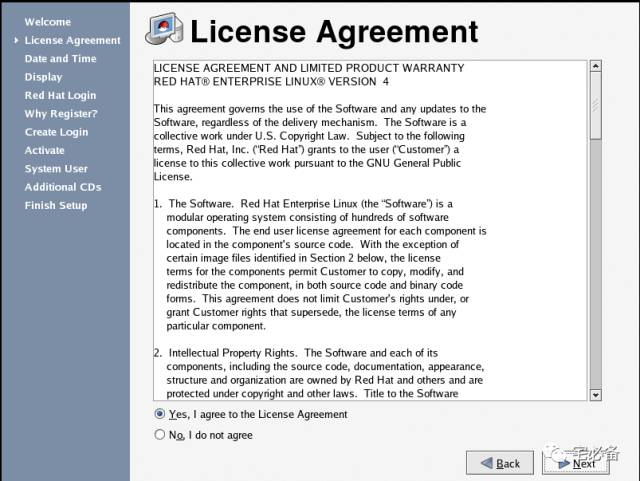 Welcome
License Agreement
Date and Time
Display
Red Hat Login
Why Register?
Create Login
Activate
System User
Additional CDs
Finish Setup
License Agreement
LICENSE AGREEMENT AND LIMITED PRODUCT WARRANTY
RED HAT® ENTERPRISE LINUX® VERSION 4
This agreement governs the use of the Software and any updates to the
Software, regardless of the delivery mechanism. The Software is a
collective work under U.S. Copyright Law. Subject to the following
terms, Red Hat, Inc. (“Red Hat”) grants to the user (“Customer”) a
license to this collective work pursuant to the GNU General Public
License.
1. The Software. Red Hat Enterprise Linux (the “Software”) is a
modular operating system consisting of hundreds of software
components. The end user license agreement for each component is
located in the component's source code. With the exception of
certain image files identified in Section 2 below, the license
terms for the components permit Customer to copy, modify, and
redistribute the component, in both source code and binary code
forms. This agreement does not limit Customer's rights under, or
grant Customer rights that supersede, the license terms of any
particular component.
2. Intellectual Property Rights. The Software and each of its
components, including the source code, documentation, appearance,
structure and organization are owned by Red Hat and others and are
protected under copyright and other laws. Title to the Software
Yes, I agree to the License Agreement
No, I do not agree
Back
Next
宅必备